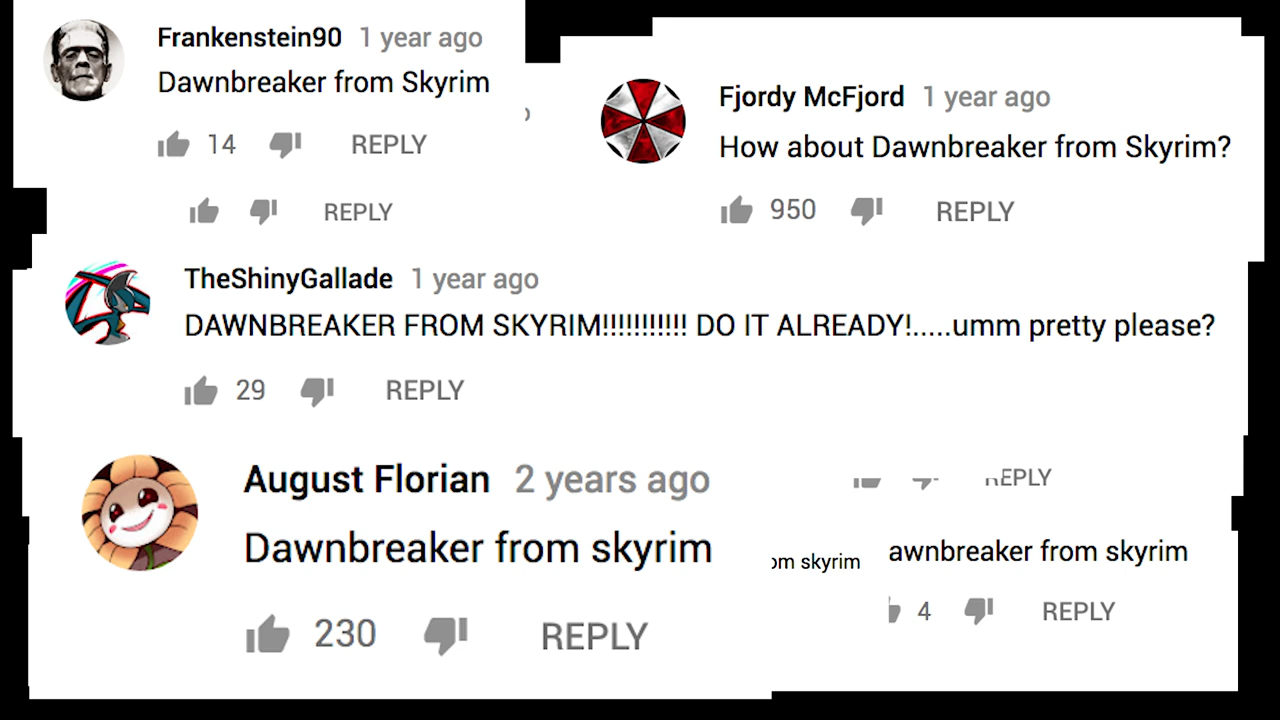 Frankenstein90 1 year ago
Dawnbreaker from Skyrim
14 REPLY
REPLY
Fjordy McFjord 1 year ago
How about Dawnbreaker from Skyrim?
950 REPLY
TheShinyGallade 1 year ago
DAWNBREAKER FROM SKYRIM!!!!!!!!!!! DO IT ALREADY!.....umm pretty please?
29 REPLY
August Florian 2 years ago
Dawnbreaker from skyrim
230 REPLY
REPLY
om skyrim
awnbreaker from skyrim
4 REPLY